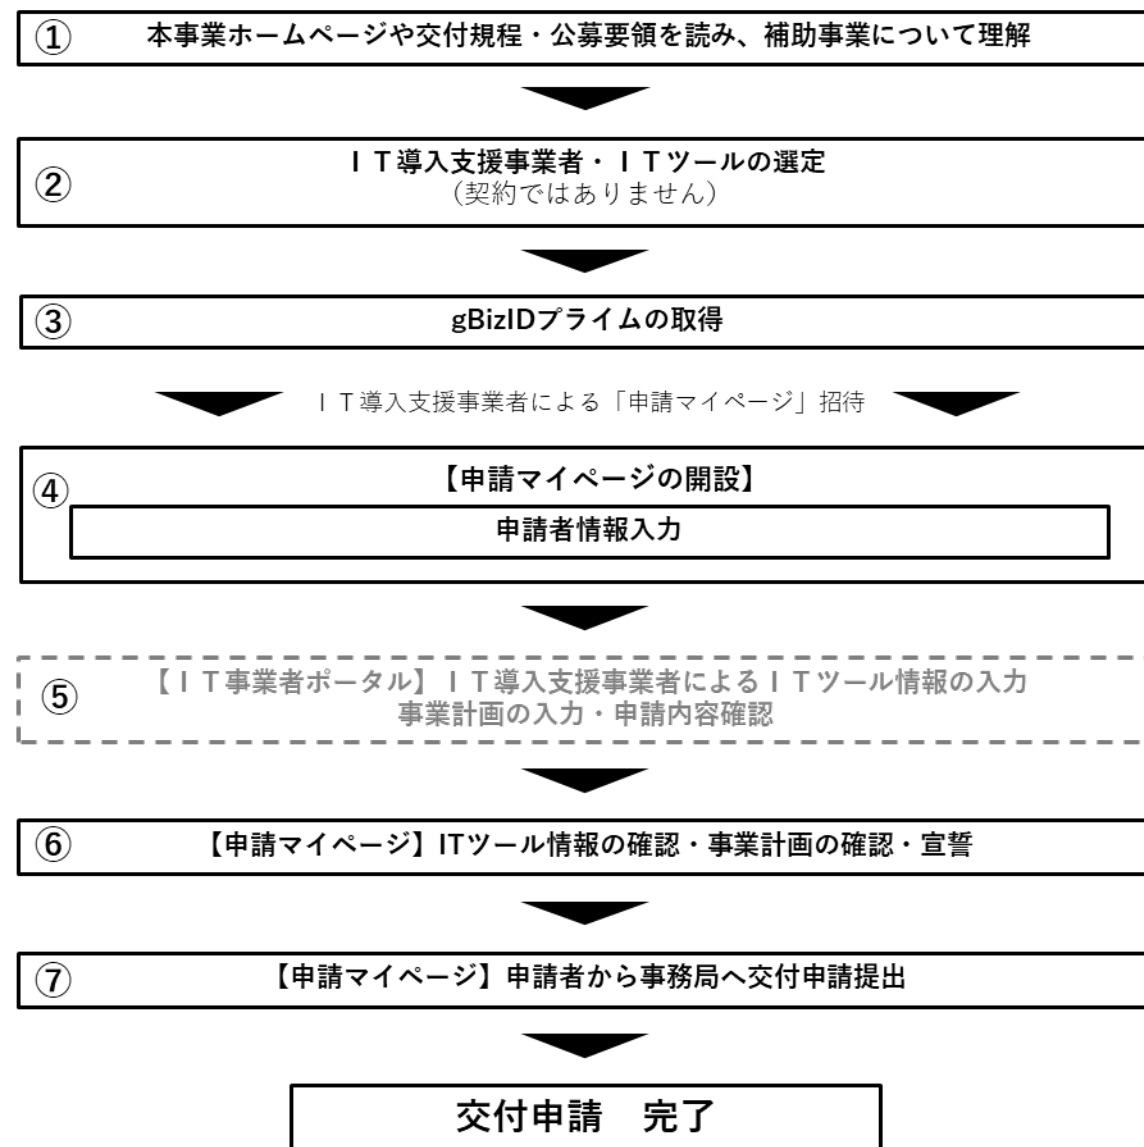 ① 本事業ホームページや交付規程・公募要領を読み、補助事業について理解
② ＩＴ導入支援事業者・ＩＴツールの選定
（契約ではありません）
③ gBizIDプライムの取得
ＩＴ導入支援事業者による「申請マイページ」招待
④ 【申請マイページの開設】
申請者情報入力
⑤ 【ＩＴ事業者ポータル】ＩＴ導入支援事業者によるＩＴツール情報の入力
事業計画の入力・申請内容確認
⑥ 【申請マイページ】ITツール情報の確認・事業計画の確認・宣誓
⑦ 【申請マイページ】申請者から事務局へ交付申請提出
交付申請　完了